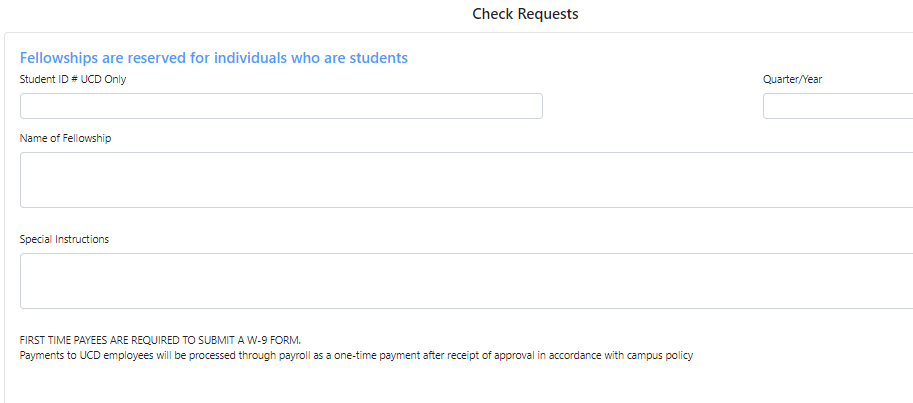 Check Requests
Fellowships are reserved for individuals who are students
Student ID # UCD Only
Quarter/Year
Name of Fellowship
Special Instructions
FIRST TIME PAYEES ARE REQUIRED TO SUBMIT A W-9 FORM.
Payments to UCD employees will be processed through payroll as a one-time payment after receipt of approval in accordance with campus policy